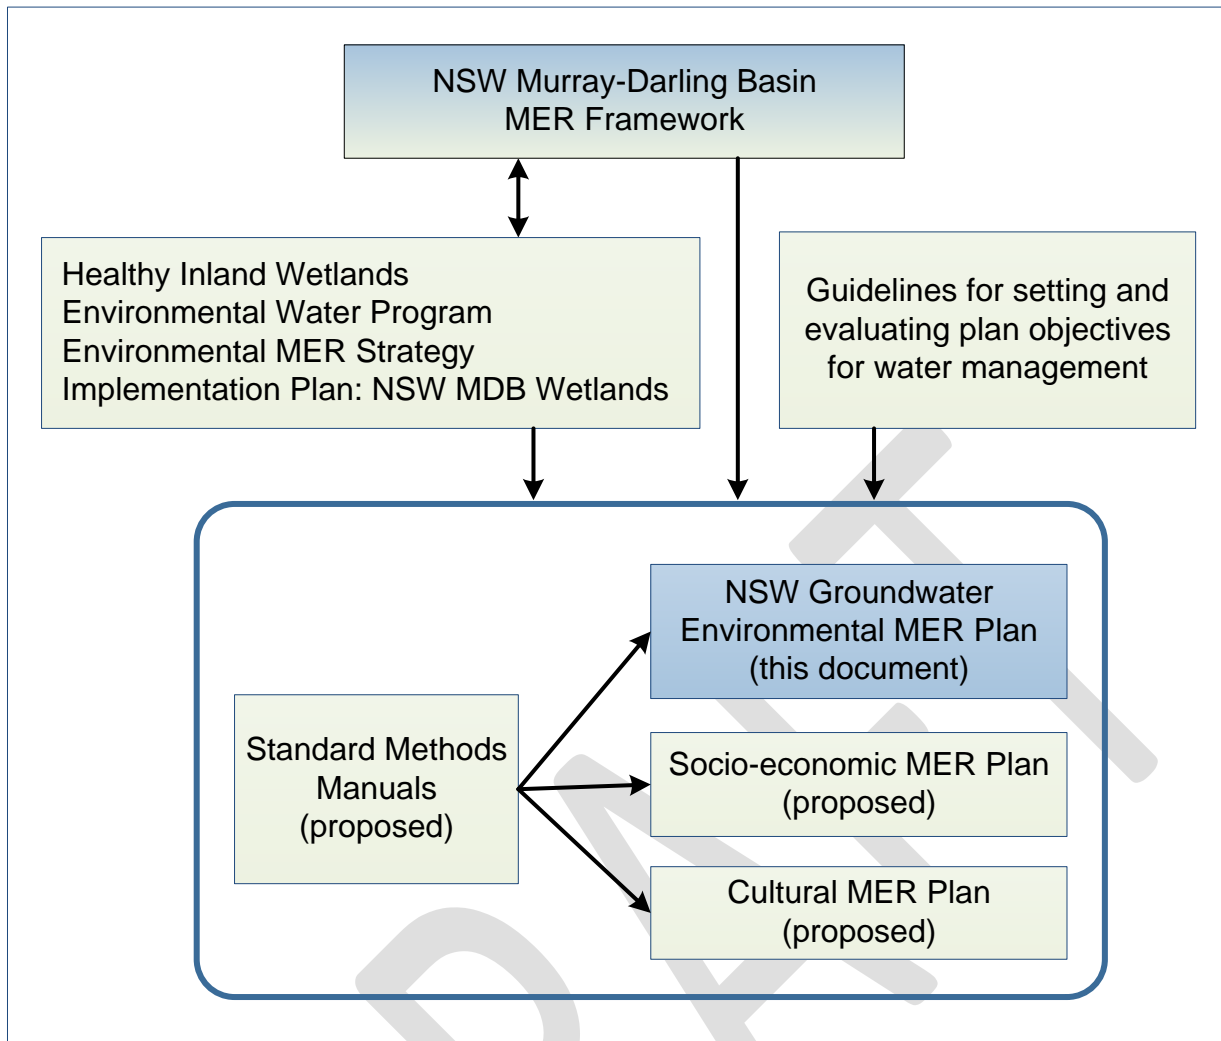 NSW Murray-Darling Basin
MER Framework
Healthy Inland Wetlands
Environmental Water Program
Environmental MER Strategy
Implementation Plan: NSW MDB Wetlands
Guidelines for setting and
evaluating plan objectives
for water management
NSW Groundwater
Environmental MER Plan
(this document)
Standard Methods
Manuals
(proposed)
Socio-economic MER Plan
(proposed)
Cultural MER Plan
(proposed)
DRAFT